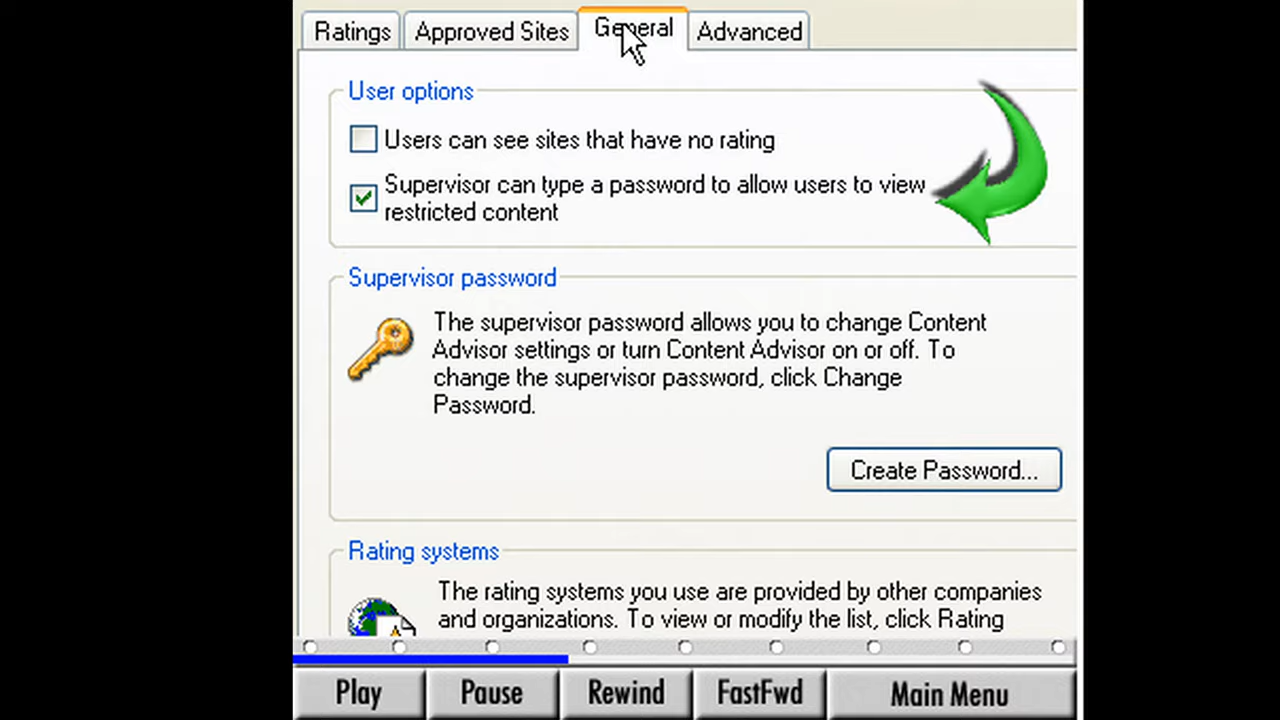 Ratings Approved Sites General Advanced
User options
Users can see sites that have no rating
Supervisor can type a password to allow users to view
restricted content
Supervisor password
The supervisor password allows you to change Content
Advisor settings or turn Content Advisor on or off. To
change the supervisor password, click Change
Password.
Create Password...
Rating systems
The rating systems you use are provided by other companies
and organizations. To view or modify the list, click Rating
Play Pause Rewind FastFwd Main Menu